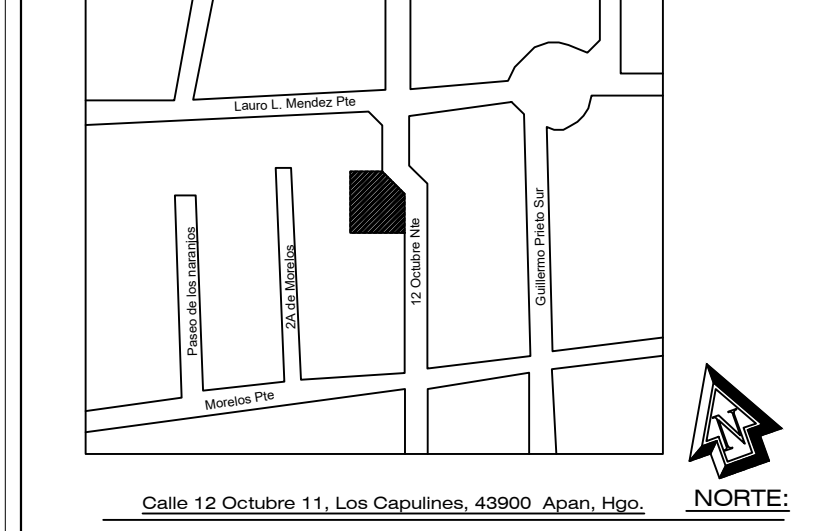 Lauro L. Mendez Pte
Paseo de los naranjos
2A de Morelos
12 Octubre Nte
Guillermo Prieto Sur
Morelos Pte
N
Calle 12 Octubre 11, Los Capulines, 43900 Apan, Hgo.
NORTE: